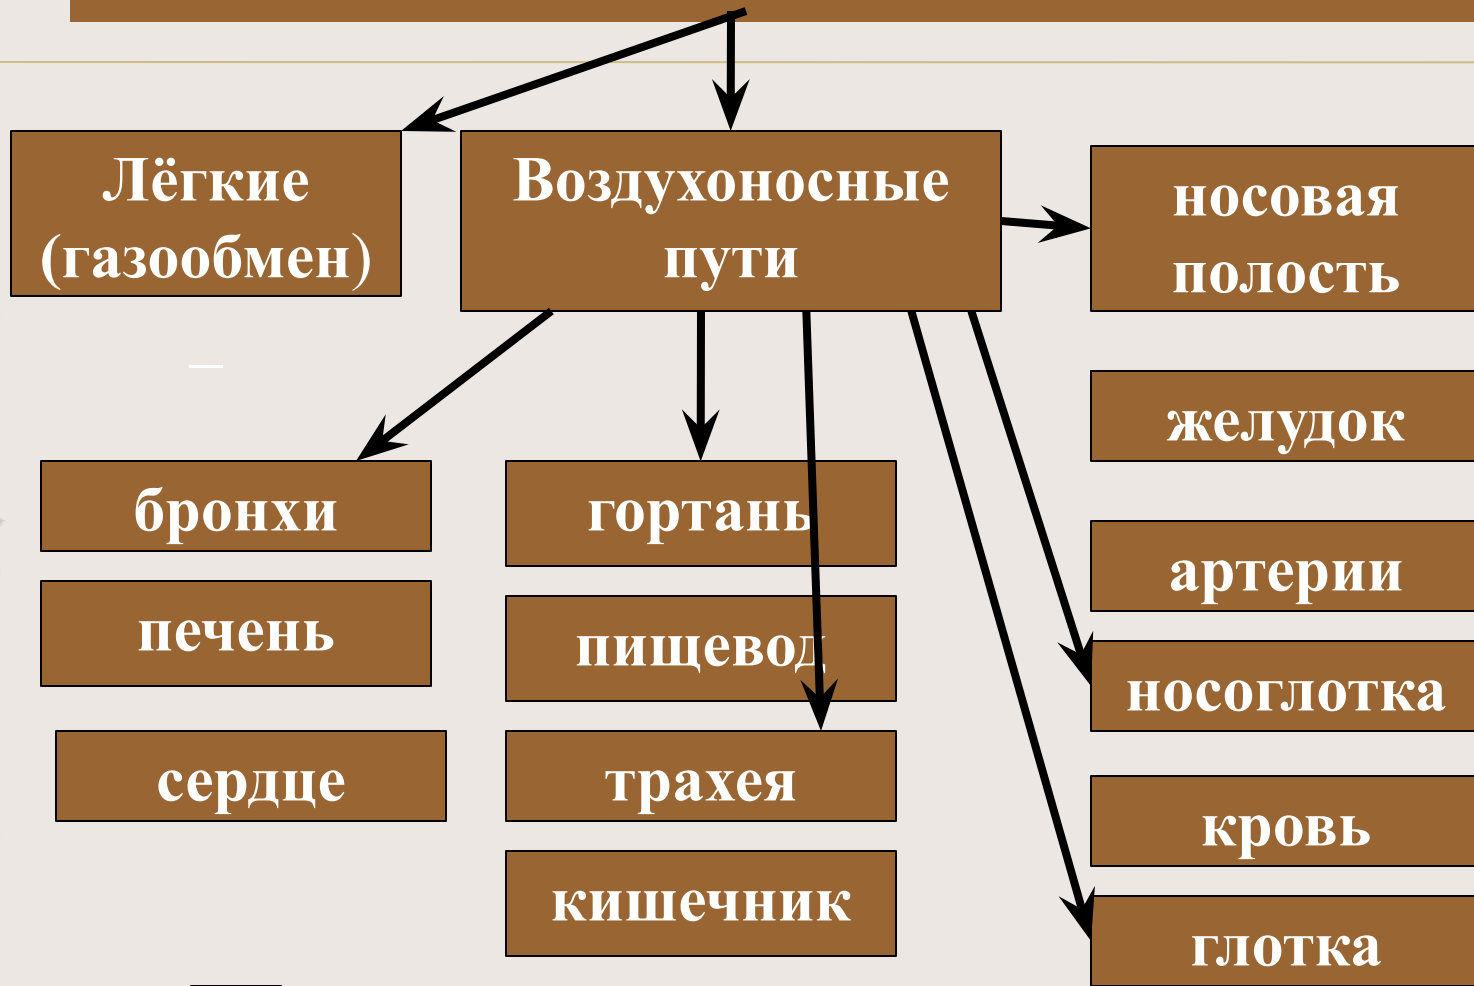 Лёгкие
(газообмен)
Воздухоносные
пути
носовая
полость
желудок
бронхи
гортань
артерии
печень
пищевод
носоглотка
сердце
трахея
кровь
кишечник
глотка